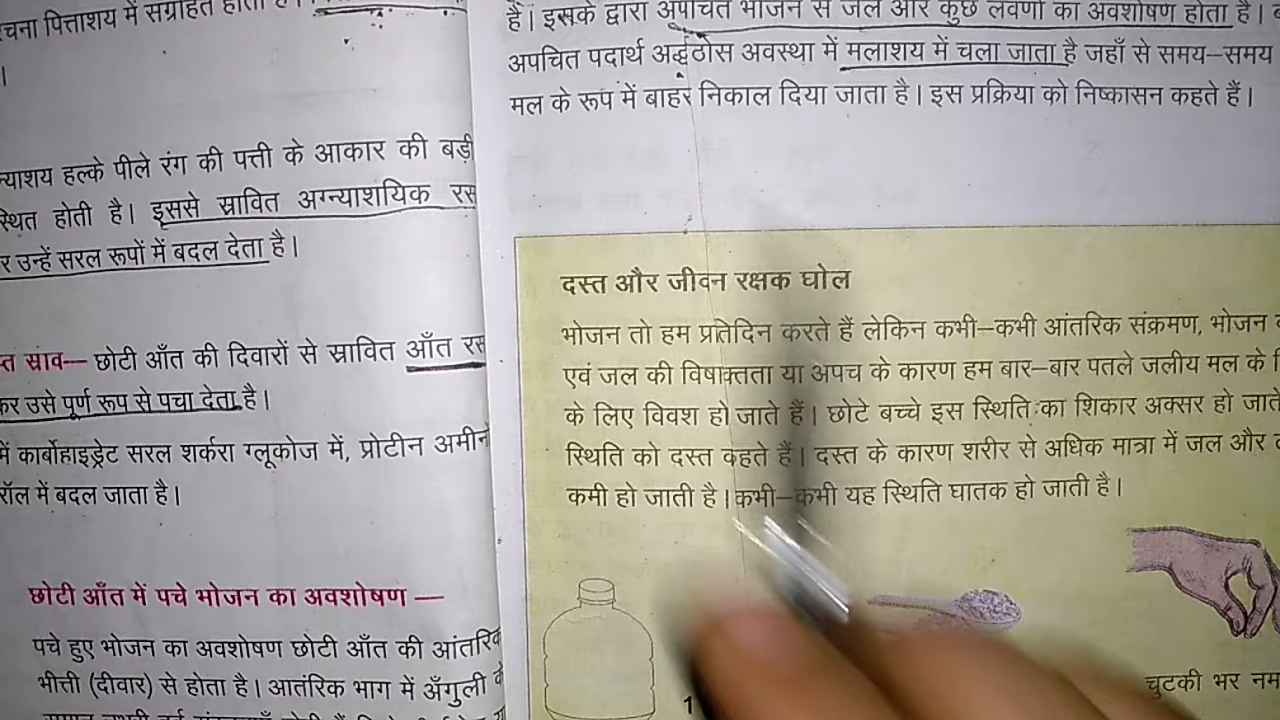 चना पित्ताशय में संग्रहित होता है।
।
न्याशय हल्के पीले रंग की पत्ती के आकार की बड़ी
स्थित होती है। इससे स्रावित अग्न्याशयिक रस
र उन्हें सरल रूपों में बदल देता है।
त स्राव— छोटी आँत की दिवारों से स्रावित आँत रस
कर उसे पूर्ण रूप से पचा देता है।
में कार्बोहाइड्रेट सरल शर्करा ग्लूकोज में, प्रोटीन अमीन
रॉल में बदल जाता है।
छोटी आँत में पचे भोजन का अवशोषण —
पचे हुए भोजन का अवशोषण छोटी आँत की आंतरिक
भीत्ती (दीवार) से होता है। आतंरिक भाग में अँगुली के
है। इसके द्वारा अपचित भोजन से जल और कुछ लवणों का अवशोषण होता है।
अपचित पदार्थ अर्द्धठोस अवस्था में मलाशय में चला जाता है जहाँ से समय–समय
मल के रूप में बाहर निकाल दिया जाता है। इस प्रक्रिया को निष्कासन कहते हैं।
दस्त और जीवन रक्षक घोल
भोजन तो हम प्रतिदिन करते हैं लेकिन कभी–कभी आंतरिक संक्रमण, भोजन
एवं जल की विषाक्तता या अपच के कारण हम बार–बार पतले जलीय मल के
के लिए विवश हो जाते हैं। छोटे बच्चे इस स्थिति का शिकार अक्सर हो जाते
स्थिति को दस्त कहते हैं। दस्त के कारण शरीर से अधिक मात्रा में जल और
कमी हो जाती है। कभी–कभी यह स्थिति घातक हो जाती है।
1
चुटकी भर नम